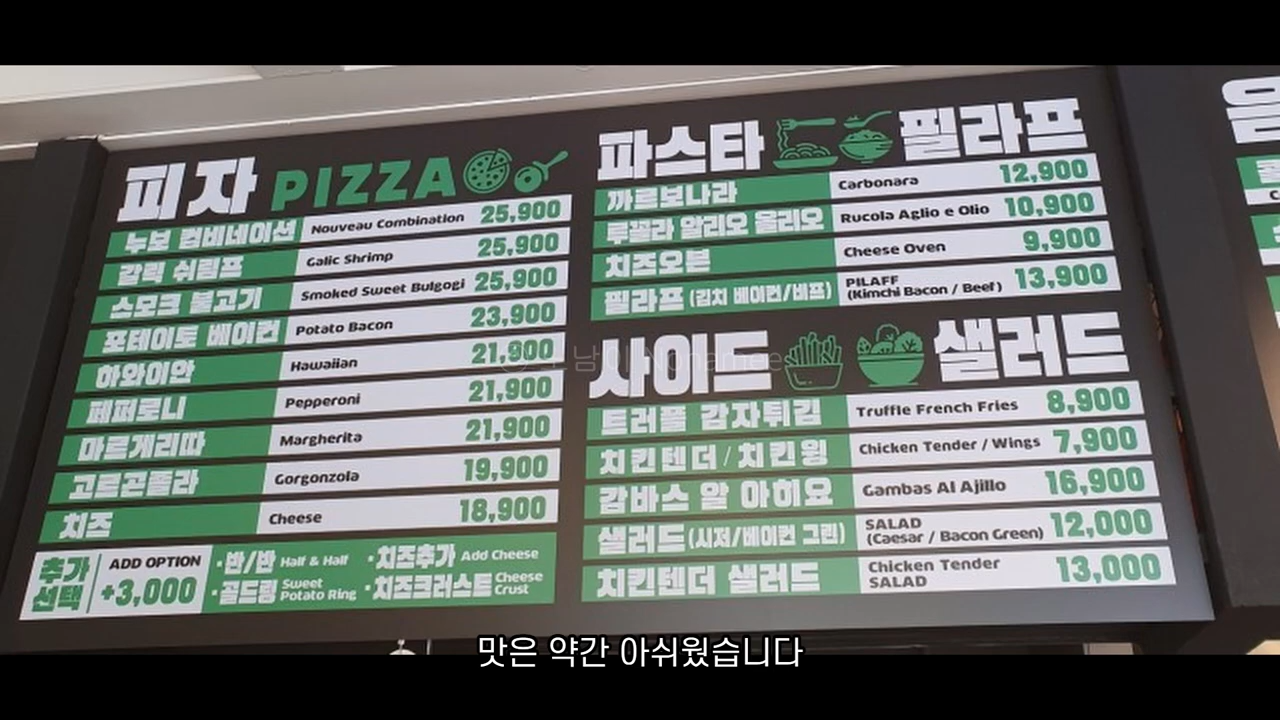 피자 PIZZA
누보 컴비네이션 Nouveau Combination 25,900
갈릭 쉬림프 Galic Shrimp 25,900
스모크 불고기 Smoked Sweet Bulgogi 25,900
포테이토 베이컨 Potato Bacon 23,900
하와이안 Hawaiian 21,900
페퍼로니 Pepperoni 21,900
마르게리따 Margherita 21,900
고르곤졸라 Gorgonzola 19,900
치즈 Cheese 18,900
추가 선택 ADD OPTION +3,000
·반/반 Half & Half ·치즈추가 Add Cheese
·골드링 Sweet Potato Ring ·치즈크러스트 Cheese Crust
파스타 필라프
까르보나라 Carbonara 12,900
루꼴라 알리오 올리오 Rucola Aglio e Olio 10,900
치즈오븐 Cheese Oven 9,900
필라프 (김치 베이컨/비프) PILAFF (Kimchi Bacon / Beef) 13,900
사이드 샐러드
트러플 감자튀김 Truffle French Fries 8,900
치킨텐더/치킨윙 Chicken Tender / Wings 7,900
감바스 알 아히요 Gambas Al Ajillo 16,900
샐러드(시저/베이컨 그린) SALAD (Caesar / Bacon Green) 12,000
치킨텐더 샐러드 Chicken Tender SALAD 13,000
음
맛은 약간 아쉬웠습니다